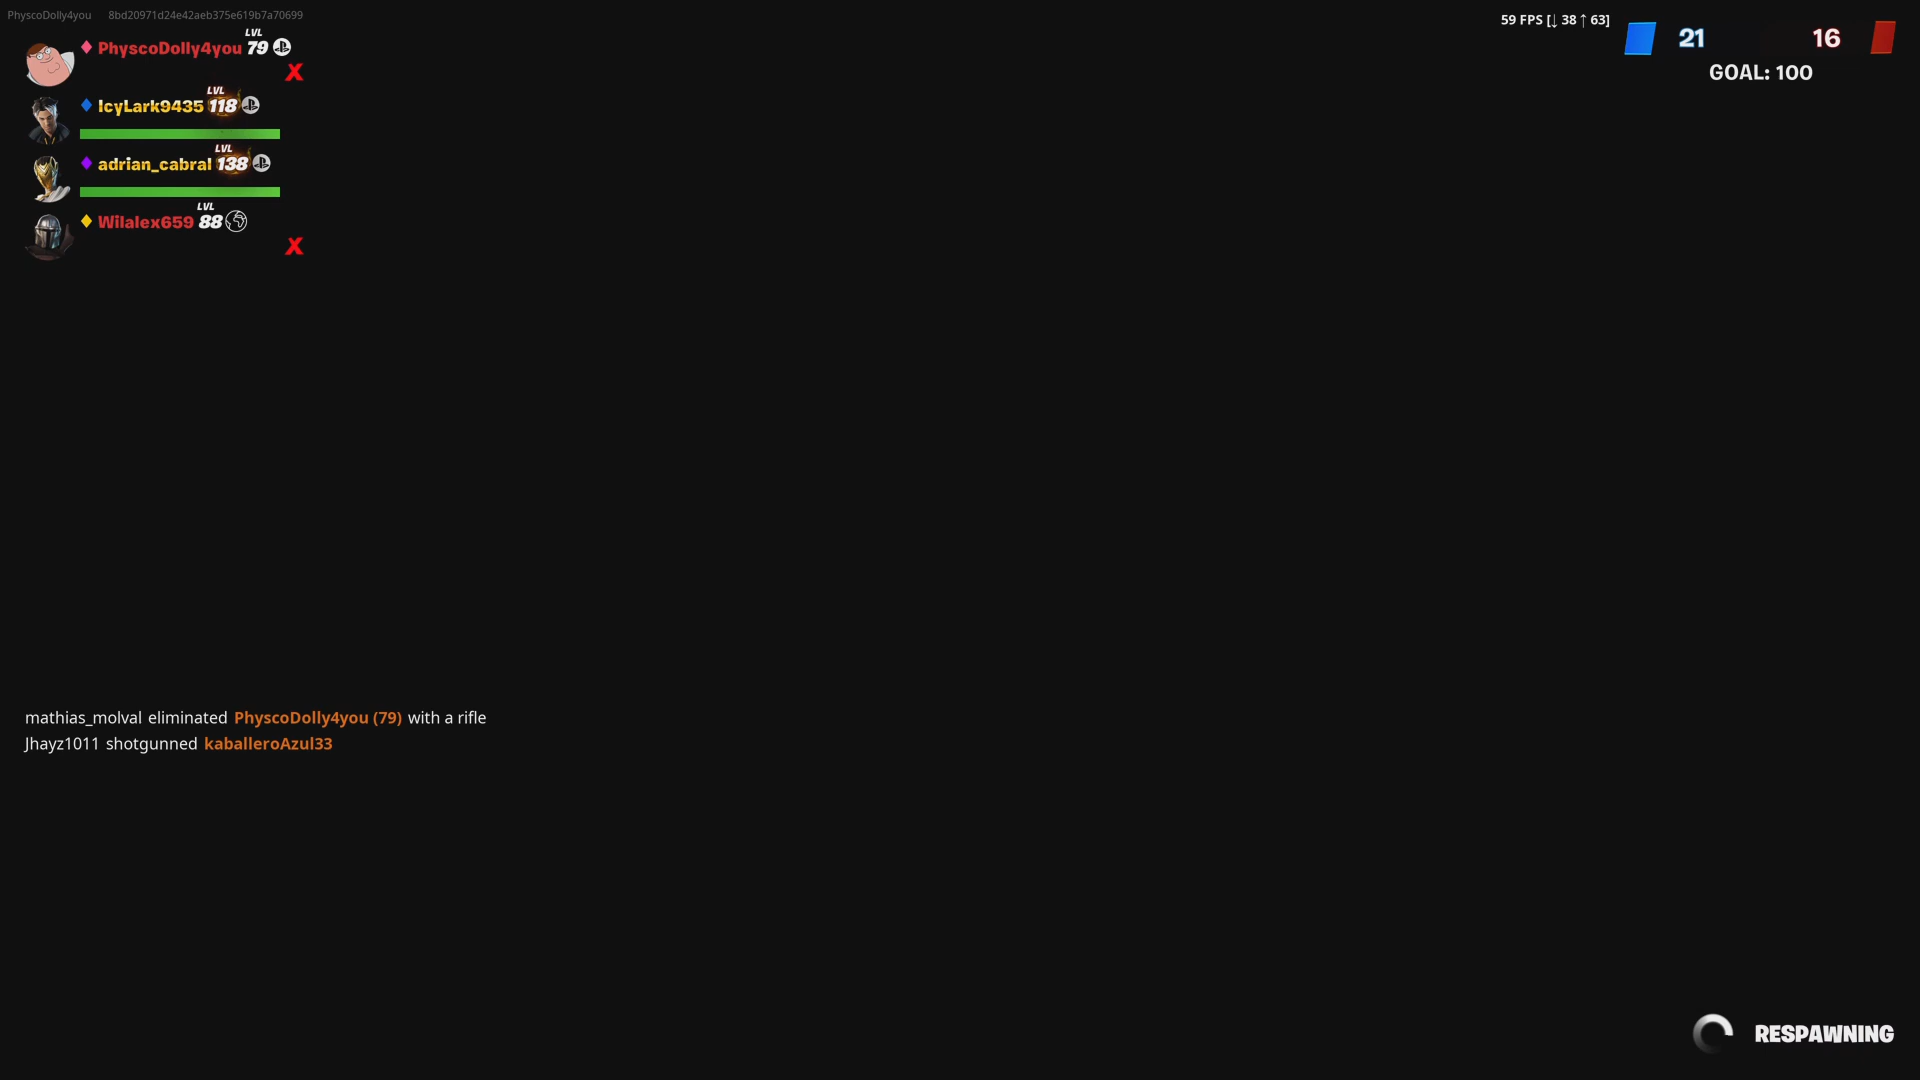 PhyscoDolly4you 8bd20971d24e42aeb375e619b7a70699
59 FPS [↓ 38 ↑ 63]
LVL
PhyscoDolly4you 79
X
LVL
IcyLark9435 118
LVL
adrian_cabral 138
LVL
Wilalex659 88
X
21 16
GOAL: 100
mathias_molval eliminated PhyscoDolly4you (79) with a rifle
Jhayz1011 shotgunned kaballeroAzul33
RESPAWNING